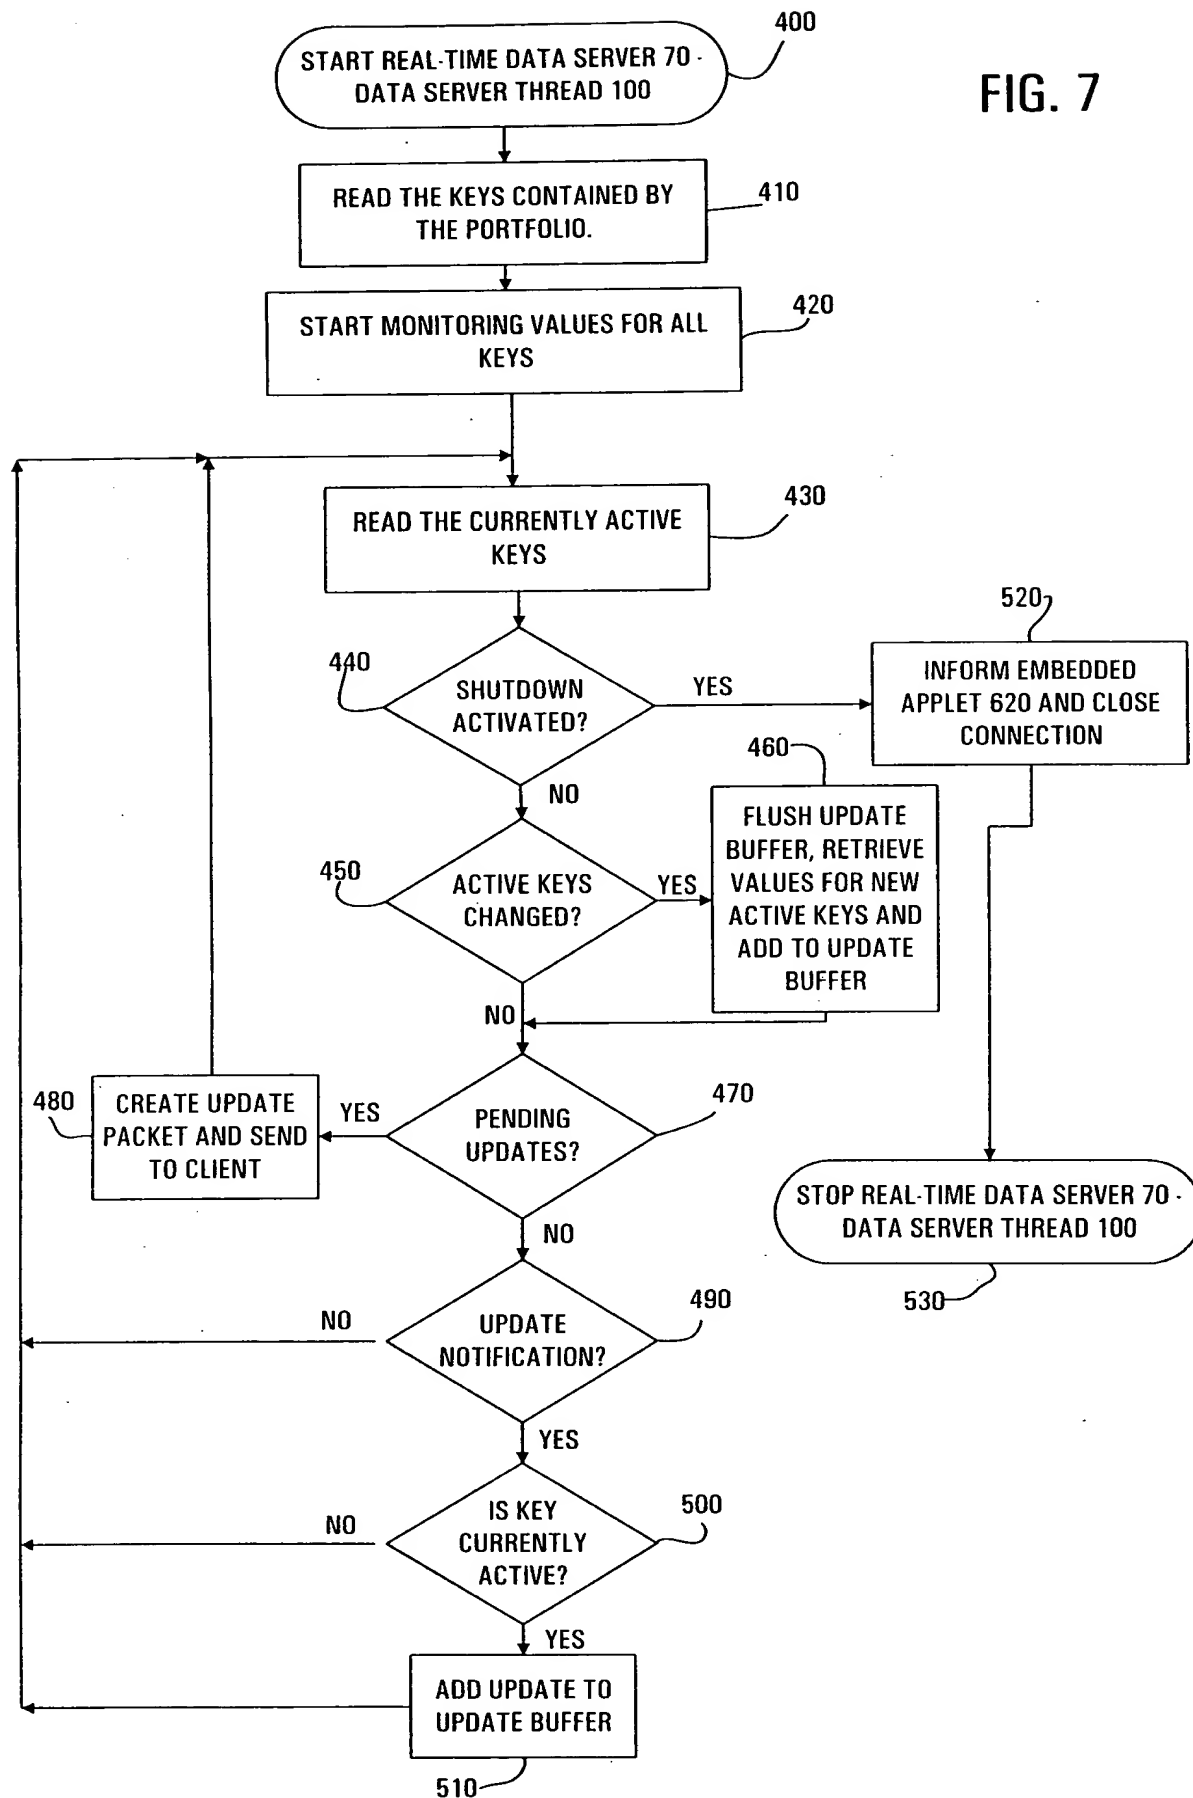 400
START REAL-TIME DATA SERVER 70 -
DATA SERVER THREAD 100
FIG. 7
READ THE KEYS CONTAINED BY
THE PORTFOLIO.
410
START MONITORING VALUES FOR ALL
KEYS
420
READ THE CURRENTLY ACTIVE
KEYS
430
440
SHUTDOWN
ACTIVATED?
YES
NO
520
INFORM EMBEDDED
APPLET 620 AND CLOSE
CONNECTION
450
ACTIVE KEYS
CHANGED?
YES
NO
460
FLUSH UPDATE
BUFFER, RETRIEVE
VALUES FOR NEW
ACTIVE KEYS AND
ADD TO UPDATE
BUFFER
470
PENDING
UPDATES?
YES
NO
480
CREATE UPDATE
PACKET AND SEND
TO CLIENT
STOP REAL-TIME DATA SERVER 70 -
DATA SERVER THREAD 100
530
490
UPDATE
NOTIFICATION?
NO
YES
500
IS KEY
CURRENTLY
ACTIVE?
NO
YES
ADD UPDATE TO
UPDATE BUFFER
510